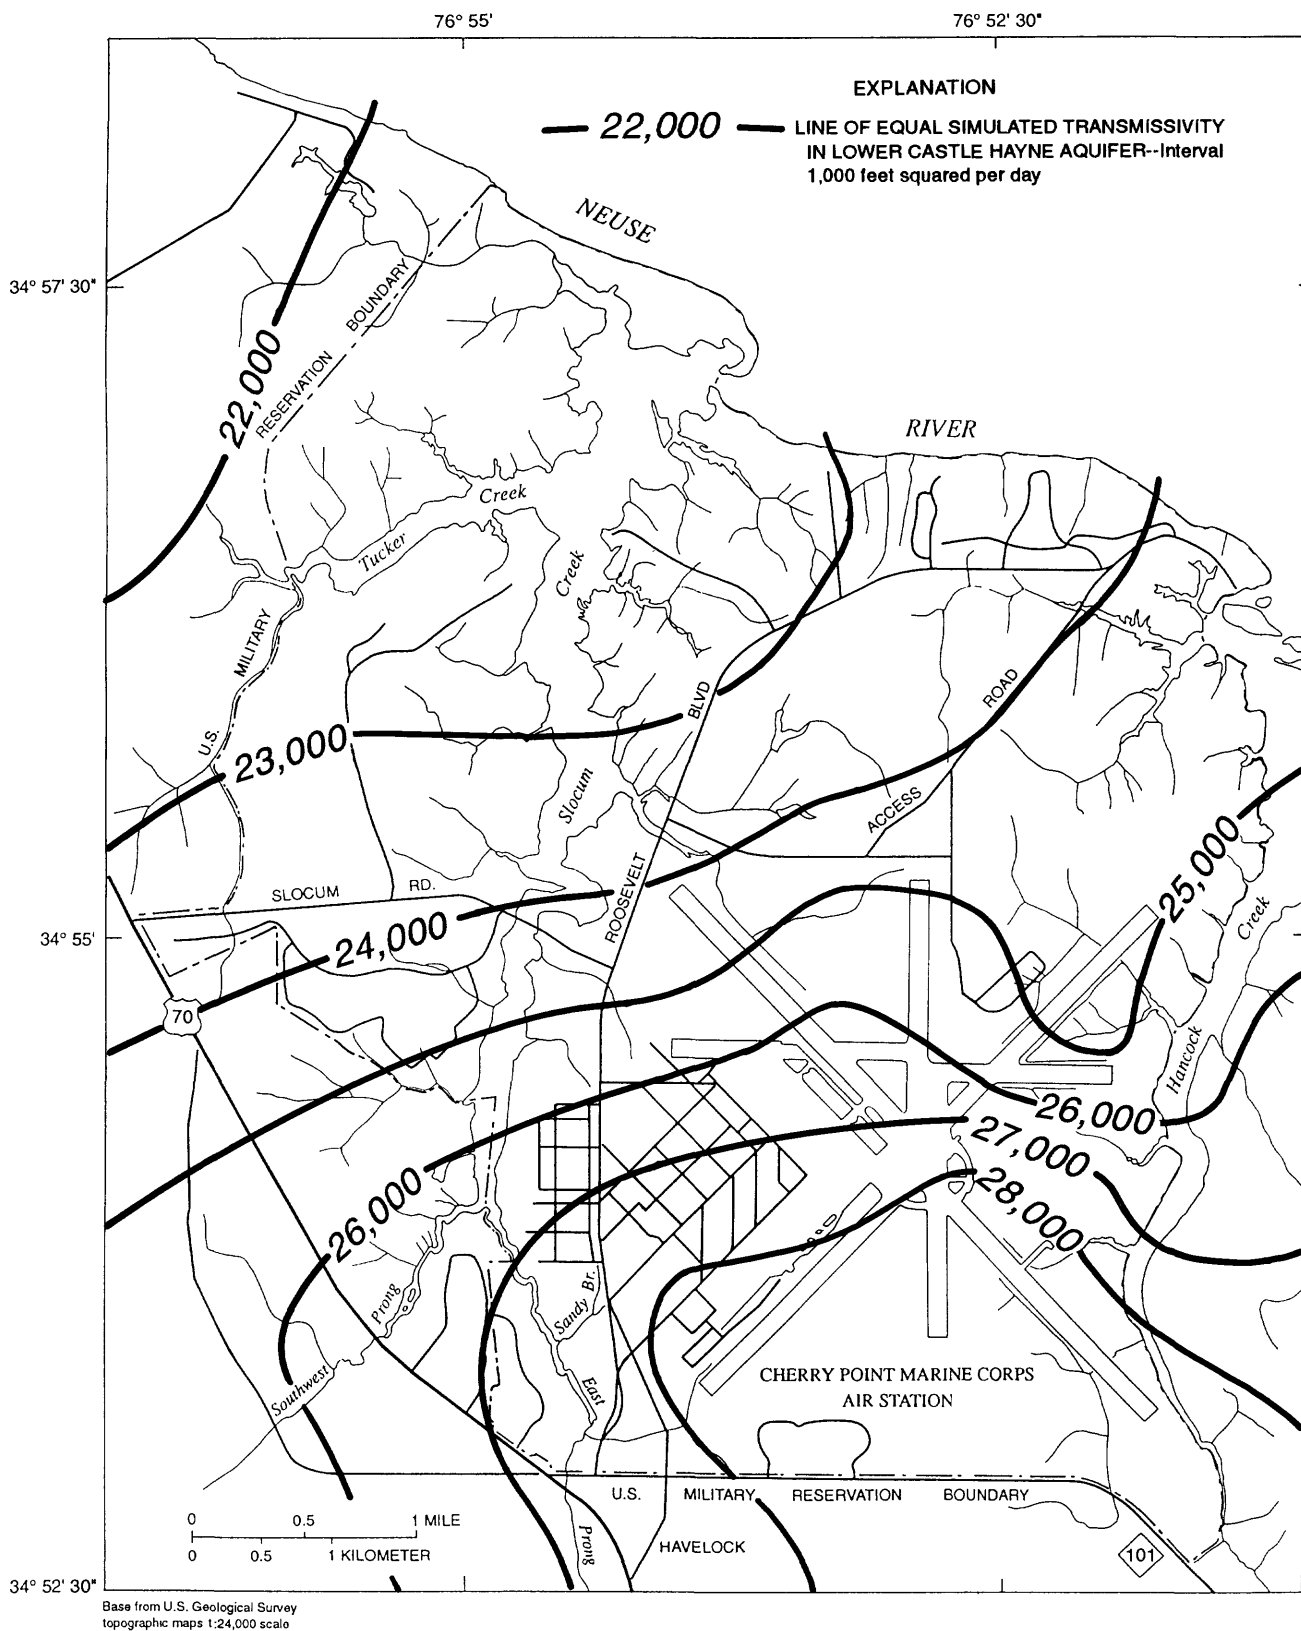 76° 55'
76° 52' 30"
EXPLANATION
22,000
LINE OF EQUAL SIMULATED TRANSMISSIVITY
IN LOWER CASTLE HAYNE AQUIFER--Interval
1,000 feet squared per day
NEUSE
34° 57' 30"
BOUNDARY
RESERVATION
22,000
RIVER
Creek
Tucker
Creek
MILITARY
U.S.
BLVD
ROAD
23,000
Slocum
ACCESS
25,000
ROOSEVELT
SLOCUM
RD.
Creek
34° 55'
24,000
70
Hancock
26,000
27,000
28,000
26,000
Prong
Sandy Br.
Southwest
East
CHERRY POINT MARINE CORPS
AIR STATION
U.S. MILITARY RESERVATION BOUNDARY
0 0.5 1 MILE
0 0.5 1 KILOMETER
Prong
HAVELOCK
101
34° 52' 30"
Base from U.S. Geological Survey
topographic maps 1:24,000 scale